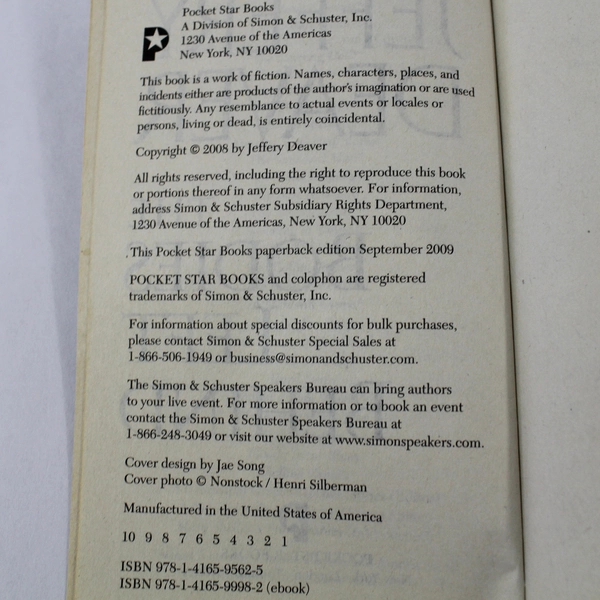 Pocket Star Books
A Division of Simon & Schuster, Inc.
1230 Avenue of the Americas
New York, NY 10020
This book is a work of fiction. Names, characters, places, and
incidents either are products of the author's imagination or are used
fictitiously. Any resemblance to actual events or locales or
persons, living or dead, is entirely coincidental.
Copyright © 2008 by Jeffery Deaver
All rights reserved, including the right to reproduce this book
or portions thereof in any form whatsoever. For information,
address Simon & Schuster Subsidiary Rights Department,
1230 Avenue of the Americas, New York, NY 10020
This Pocket Star Books paperback edition September 2009
POCKET STAR BOOKS and colophon are registered
trademarks of Simon & Schuster, Inc.
For information about special discounts for bulk purchases,
please contact Simon & Schuster Special Sales at
1-866-506-1949 or business@simonandschuster.com.
The Simon & Schuster Speakers Bureau can bring authors
to your live event. For more information or to book an event
contact the Simon & Schuster Speakers Bureau at
1-866-248-3049 or visit our website at www.simonspeakers.com.
Cover design by Jae Song
Cover photo © Nonstock / Henri Silberman
Manufactured in the United States of America
10 9 8 7 6 5 4 3 2 1
ISBN 978-1-4165-9562-5
ISBN 978-1-4165-9998-2 (ebook)